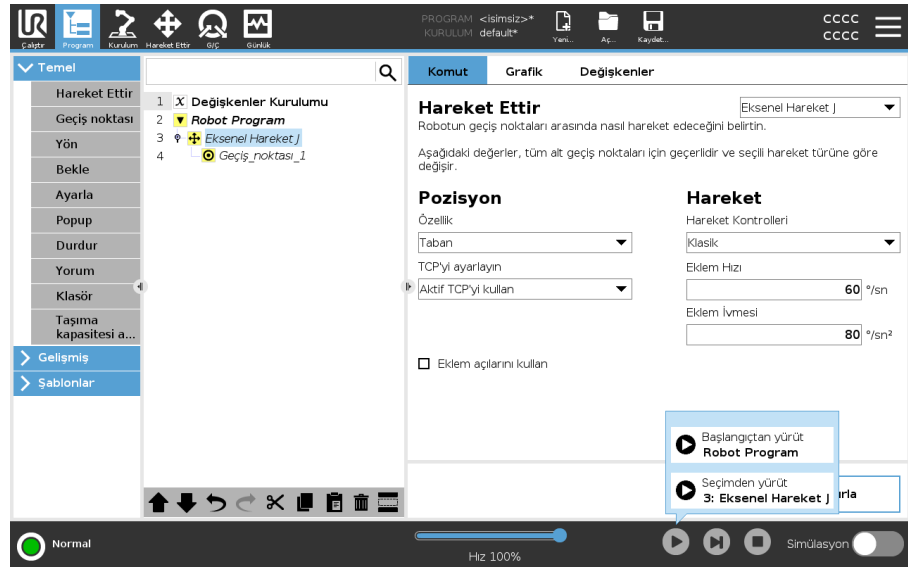 UR
Çalıştır
Program
Kurulum
Hareket Ettir
G/Ç
Günlük
PROGRAM <isimsiz>*
KURULUM default*
Yeni...
Aç...
Kaydet...
CCCC
CCCC
Temel
Hareket Ettir
Geçiş noktası
Yön
Bekle
Ayarla
Popup
Durdur
Yorum
Klasör
Taşıma
kapasitesi a...
Gelişmiş
Şablonlar
1 X Değişkenler Kurulumu
2 Robot Program
3 Eksenel Hareket J
4 Geçiş_noktası_1
Komut Grafik Değişkenler
Hareket Ettir
Eksenel Hareket J
Robotun geçiş noktaları arasında nasıl hareket edeceğini belirtin.
Aşağıdaki değerler, tüm alt geçiş noktaları için geçerlidir ve seçili hareket türüne göre
değişir.
Pozisyon
Özellik
Taban
TCP'yi ayarlayın
Aktif TCP'yi kullan
Eklem açılarını kullan
Hareket
Hareket Kontrolleri
Klasik
Eklem Hızı
60 °/sn
Eklem İvmesi
80 °/sn²
Başlangıçtan yürüt
Robot Program
Seçimden yürüt
3: Eksenel Hareket J
ırla
Normal
Hız 100%
Simülasyon